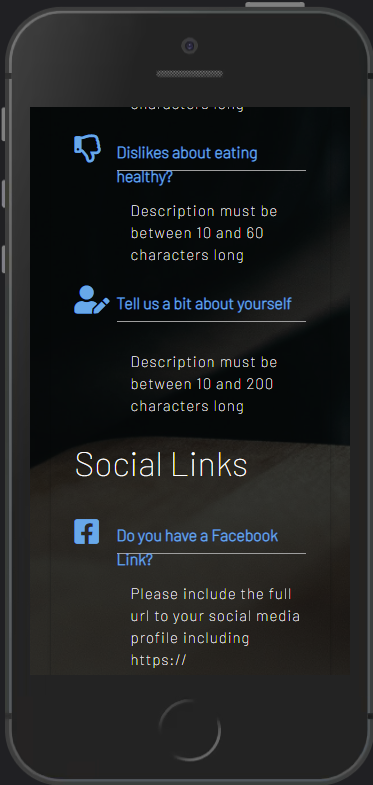 characters long
Dislikes about eating
healthy?
Description must be
between 10 and 60
characters long
Tell us a bit about yourself
Description must be
between 10 and 200
characters long
Social Links
Do you have a Facebook
Link?
Please include the full
url to your social media
profile including
https://